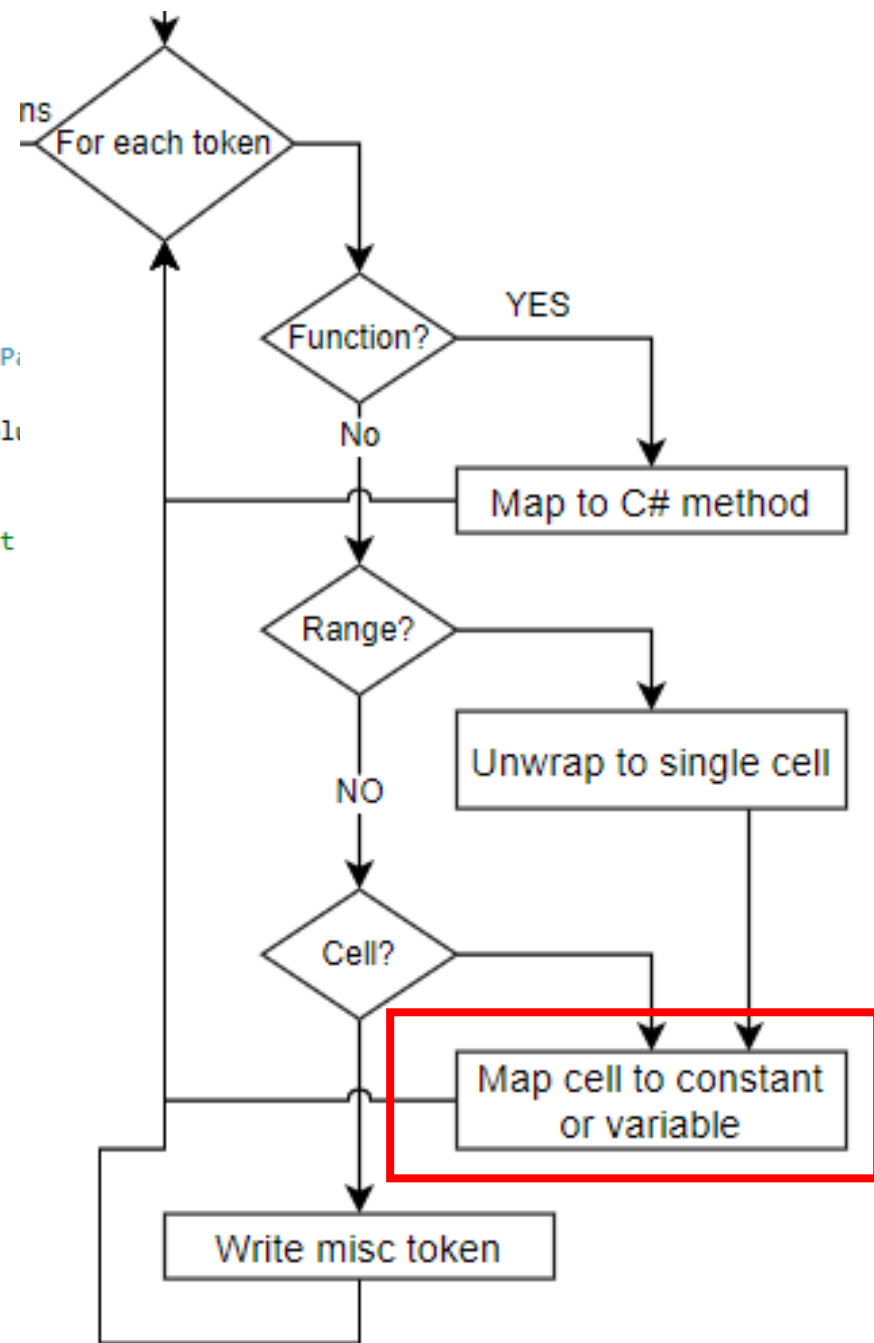 ns
For each token
YES
Function?
No
Map to C# method
Range?
Unwrap to single cell
NO
Cell?
Map cell to constant
or variable
Write misc token